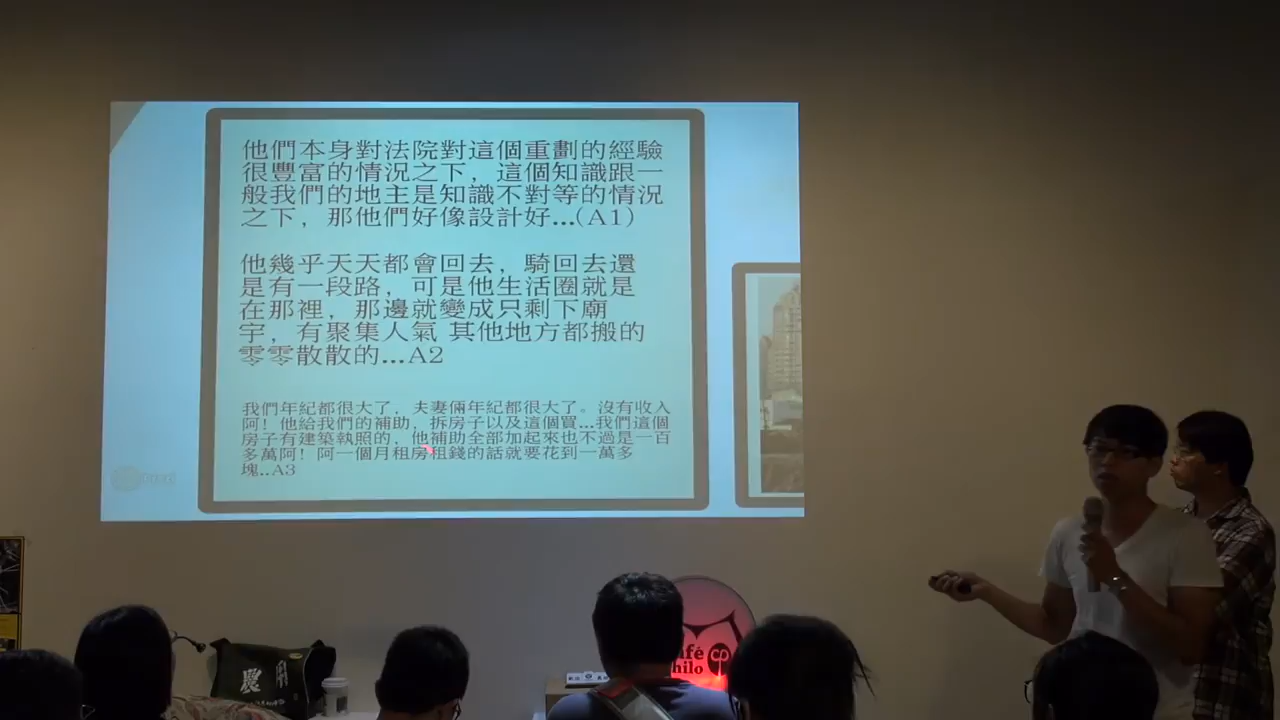 他們本身對法院對這個重劃的經驗
很豐富的情況之下，這個知識跟一
般我們的地主是知識不對等的情況
之下，那他們好像設計好...(A1)
他幾乎天天都會回去，騎回去還
是有一段路，可是他生活圈就是
在那裡，那邊就變成只剩下廟
宇，有聚集人氣 其他地方都搬的
零零散散的...A2
我們年紀都很大了，夫妻倆年紀都很大了。沒有收入
阿！他給我們的補助，拆房子以及這個買...我們這個
房子有建築執照的，他補助全部加起來也不過是一百
多萬阿！阿一個月租房租錢的話就要花到一萬多
塊..A3
afé
hilo